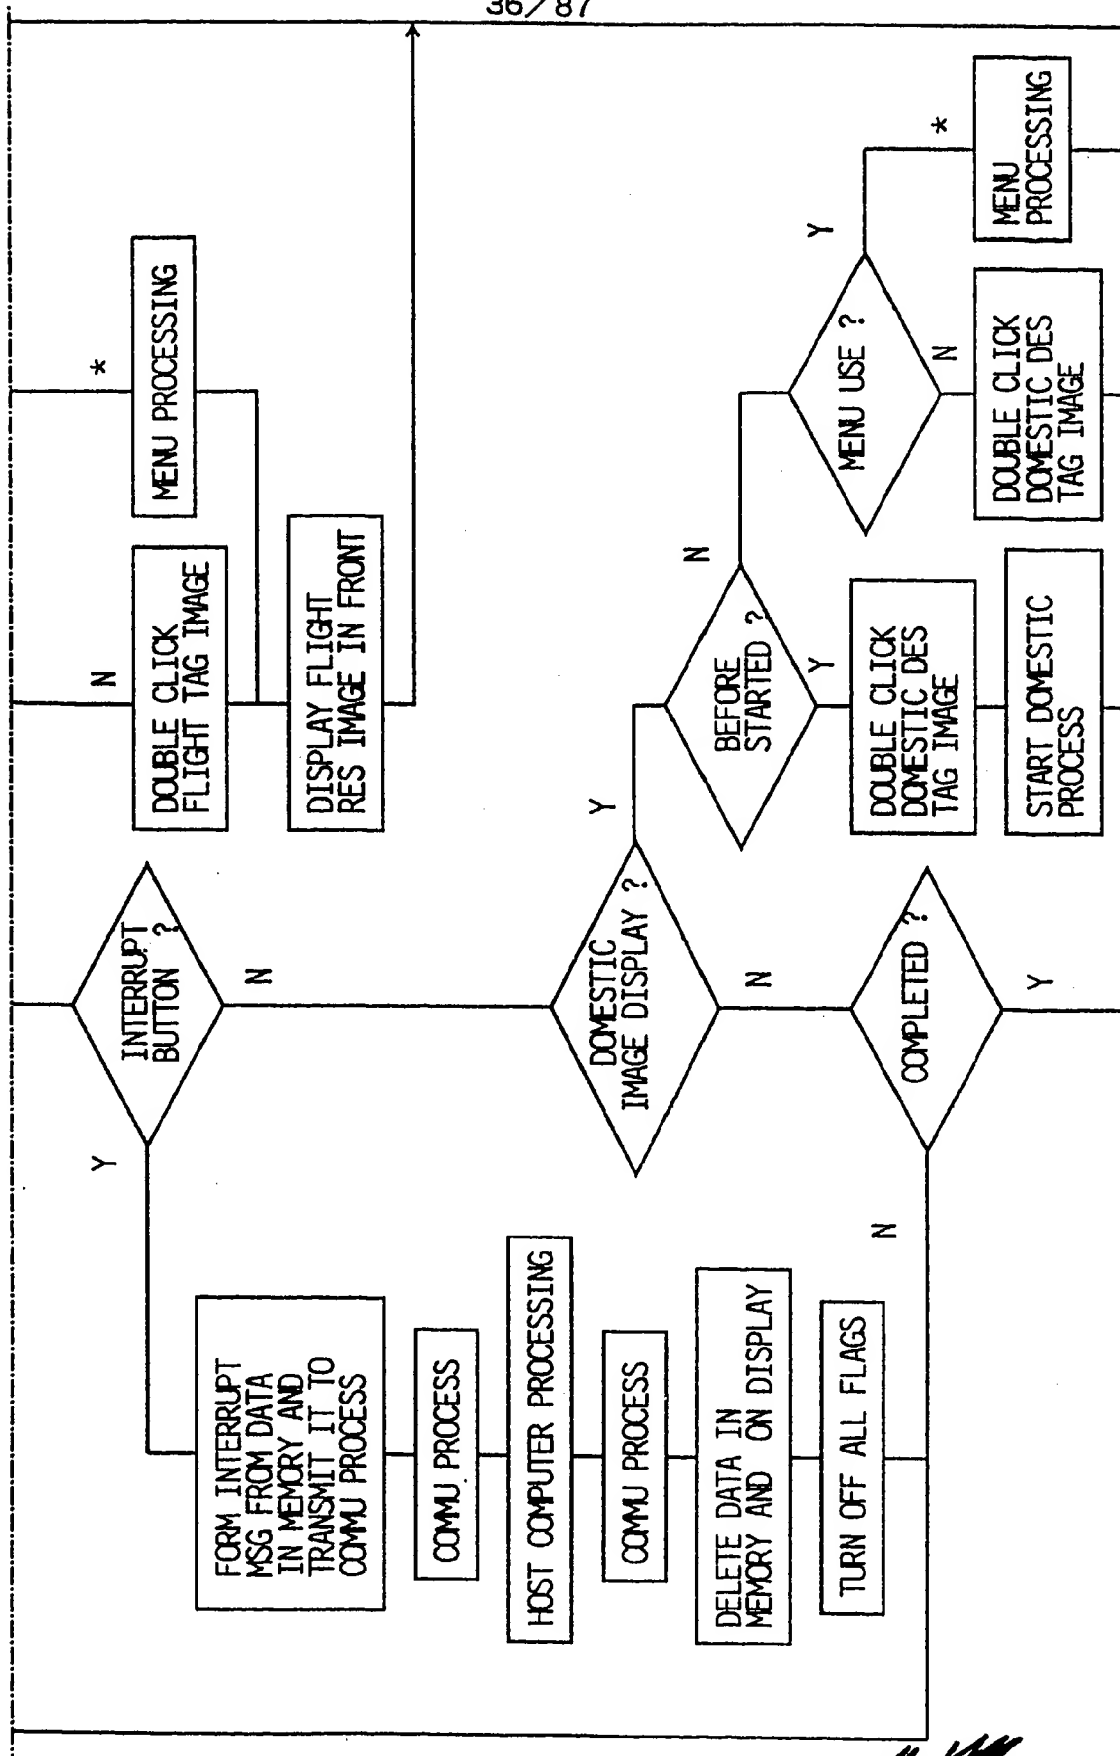 36/87
N
*
DOUBLE CLICK
FLIGHT TAG IMAGE
MENU PROCESSING
DISPLAY FLIGHT
RES IMAGE IN FRONT
INTERRUPT
BUTTON ?
Y
N
FORM INTERRUPT
MSG FROM DATA
IN MEMORY AND
TRANSMIT IT TO
COMMU PROCESS
COMMU PROCESS
HOST COMPUTER PROCESSING
COMMU PROCESS
DELETE DATA IN
MEMORY AND ON DISPLAY
TURN OFF ALL FLAGS
DOMESTIC
IMAGE DISPLAY ?
Y
N
BEFORE
STARTED ?
N
Y
MENU USE ?
Y
N
*
MENU
PROCESSING
DOUBLE CLICK
DOMESTIC DES
TAG IMAGE
DOUBLE CLICK
DOMESTIC DES
TAG IMAGE
START DOMESTIC
PROCESS
COMPLETED ?
N
Y